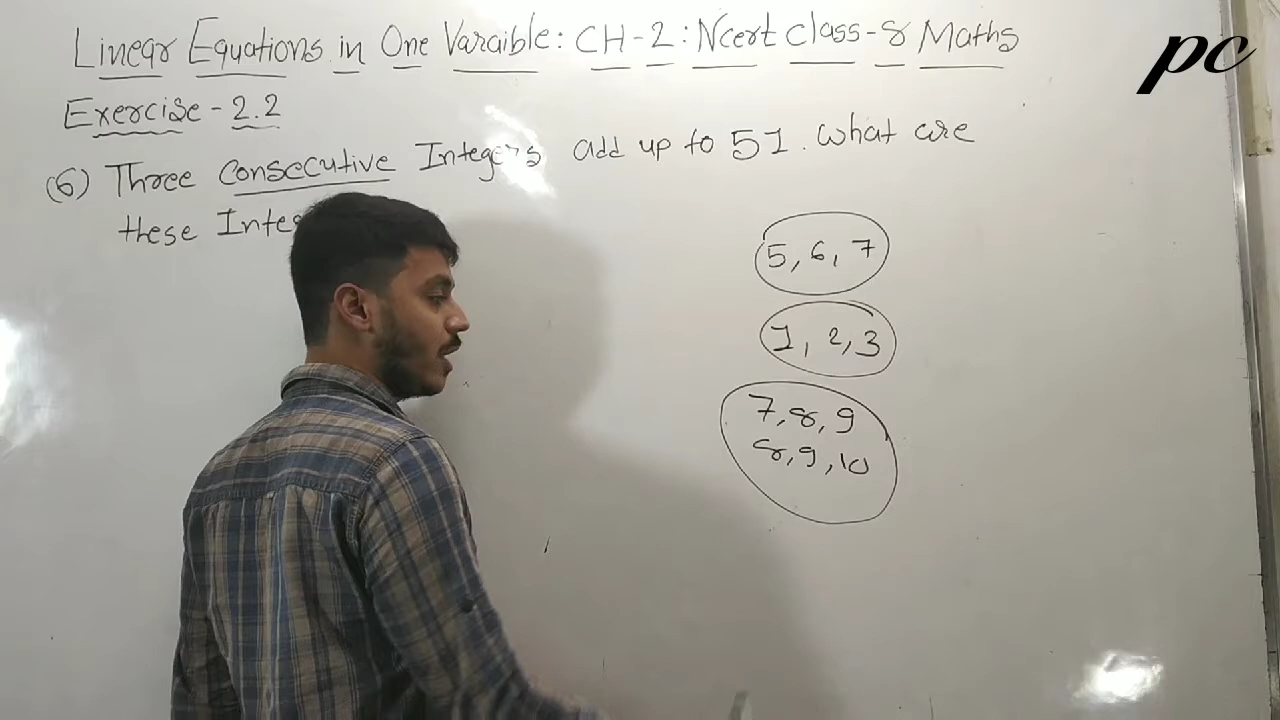 Linear Equations in One Varaible: CH-2: Ncert Class-8 Maths
pc
Exercise - 2.2
(6) Three Consecutive Integers add up to 51. What are
these
5, 6, 7
1, 2, 3
7, 8, 9
8, 9, 10